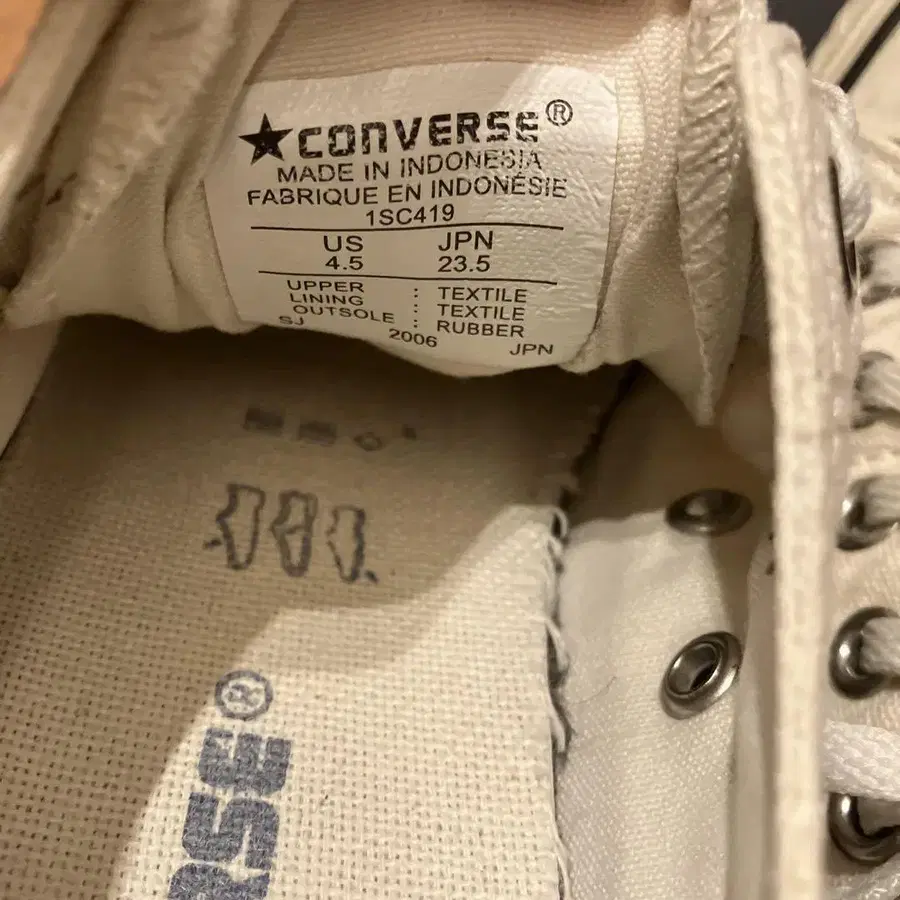 ★CONVERSE®
MADE IN INDONESIA
FABRIQUE EN INDONÉSIE
1SC419
US JPN
4.5 23.5
UPPER : TEXTILE
LINING : TEXTILE
OUTSOLE : RUBBER
SJ 2006 JPN
RSE®